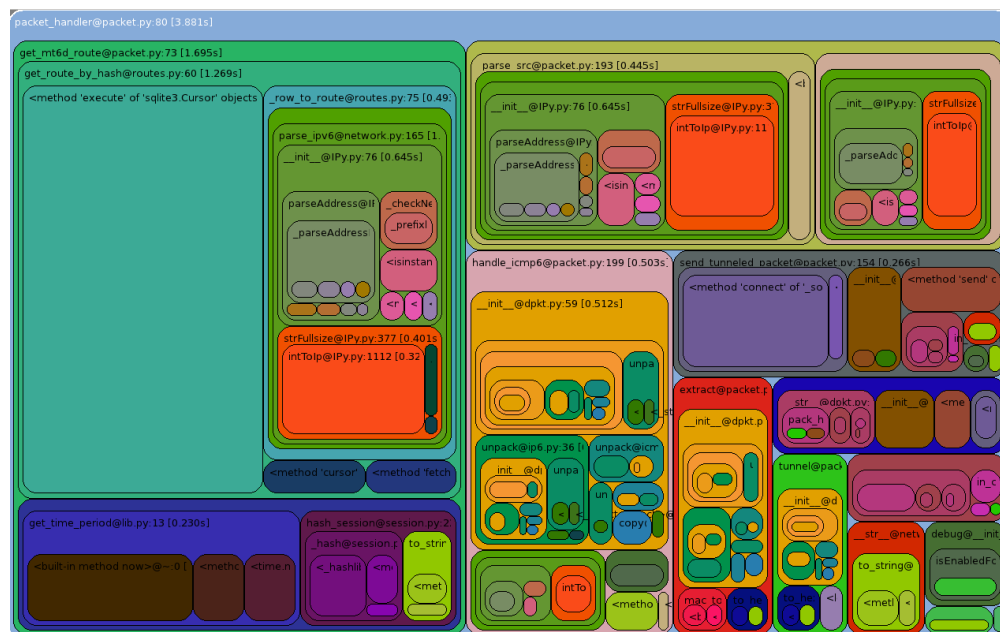 packet_handler@packet.py:80 [3.881s]
get_mt6d_route@packet.py:73 [1.695s]
get_route_by_hash@routes.py:60 [1.269s]
<method 'execute' of 'sqlite3.Cursor' objects
_row_to_route@routes.py:75 [0.49
parse_ipv6@network.py:165 [1.
__init__@IPy.py:76 [0.645s]
parseAddress@IF
_parseAddress
_checkNe
_prefixl
<isinstan
<r
<
strFullsize@IPy.py:377 [0.401s
intToIp@IPy.py:1112 [0.32
<method 'cursor'
<method 'fetch
get_time_period@lib.py:13 [0.230s]
<built-in method now>@~:0 [
<methc
<time.n
hash_session@session.py:2
_hash@session.p
<_hashlil
<m
to_strin
<met
parse_src@packet.py:193 [0.445s]
__init__@IPy.py:76 [0.645s]
parseAddress@IPy
_parseAddress
<isin
<n
strFullsize@IPy.py:3
intToIp@IPy.py:11
<l
__init__@IPy.py:
_parseAdc
<is
strFullsize
intToIp(
handle_icmp6@packet.py:199 [0.503s]
__init__@dpkt.py:59 [0.512s]
unpa
<
<_st
unpack@ip6.py:36 [
__init__@d
unpa
<
unpack@icm
un
copy
intTo
<metho
<
send_tunneled_packet@packet.py:154 [0.266s]
<method 'connect' of '_so
__init__@
<method 'send' c
in_
extract@packet.p
__init__@dpkt.p
mac_to
<t
to_he
<
__str__@dpkt.py:
pack_h
__init__@
<me
<i
tunnel@pack
__init__@d
to_he
<
<l
in_c
__str__@netw
to_string@
<metl
<
debug@__init
isEnabledFc